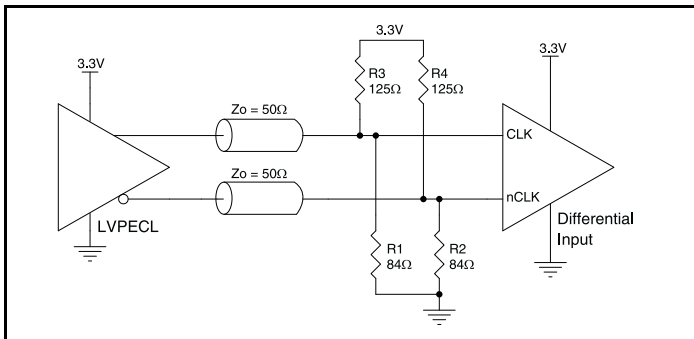 3.3V
3.3V
3.3V
R3
125Ω
R4
125Ω
Zo = 50Ω
CLK
Zo = 50Ω
nCLK
LVPECL
Differential
Input
R1
84Ω
R2
84Ω